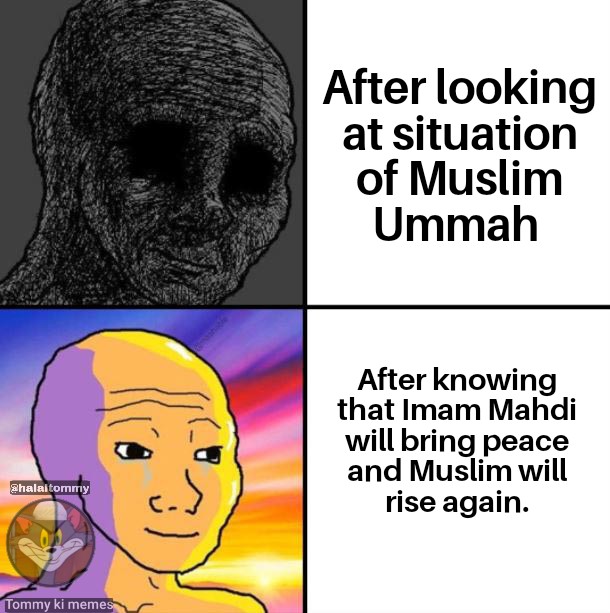 After looking
at situation
of Muslim
Ummah
After knowing
that Imam Mahdi
will bring peace
and Muslim will
rise again.
@halaltommy
Tommy ki memes